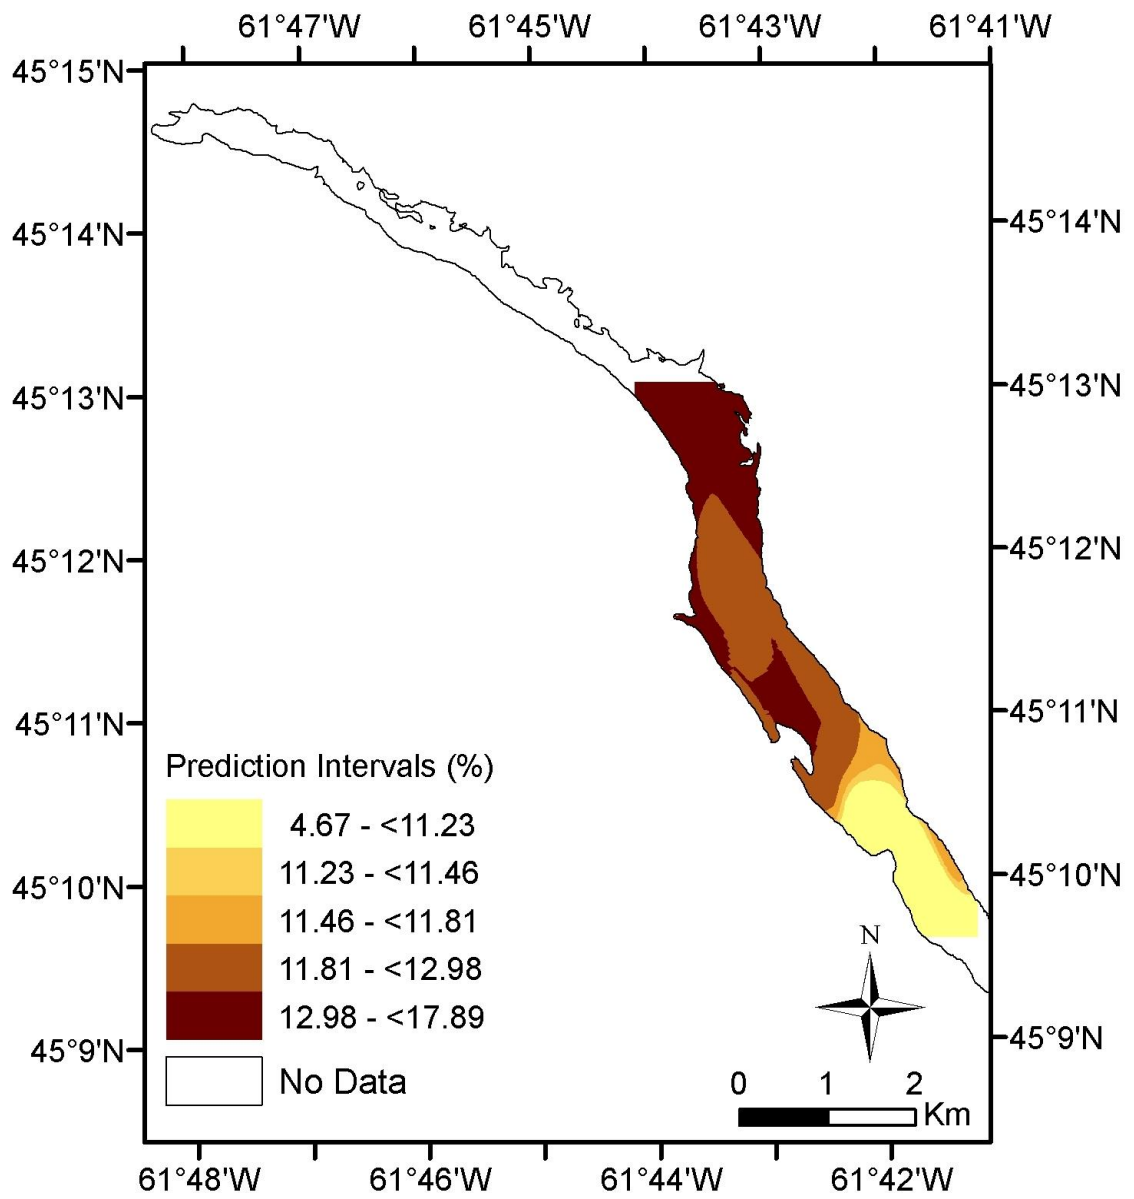 61°47'W 61°45'W 61°43'W 61°41'W
45°15'N
45°14'N 45°14'N
45°13'N 45°13'N
45°12'N 45°12'N
45°11'N 45°11'N
Prediction Intervals (%)
4.67 - <11.23
11.23 - <11.46
45°10'N 45°10'N
11.46 - <11.81
N
11.81 - <12.98
12.98 - <17.89
45°9'N 45°9'N
No Data
0 1 2
Km
61°48'W 61°46'W 61°44'W 61°42'W